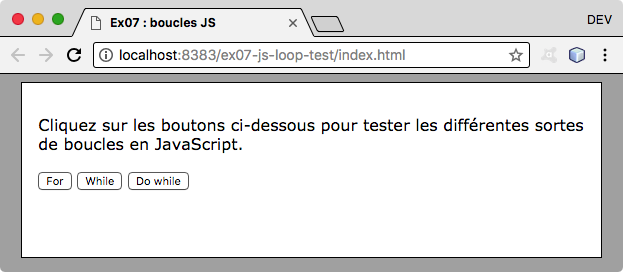 Ex07 : boucles JS
DEV
localhost:8383/ex07-js-loop-test/index.html
Cliquez sur les boutons ci-dessous pour tester les différentes sortes
de boucles en JavaScript.
For While Do while